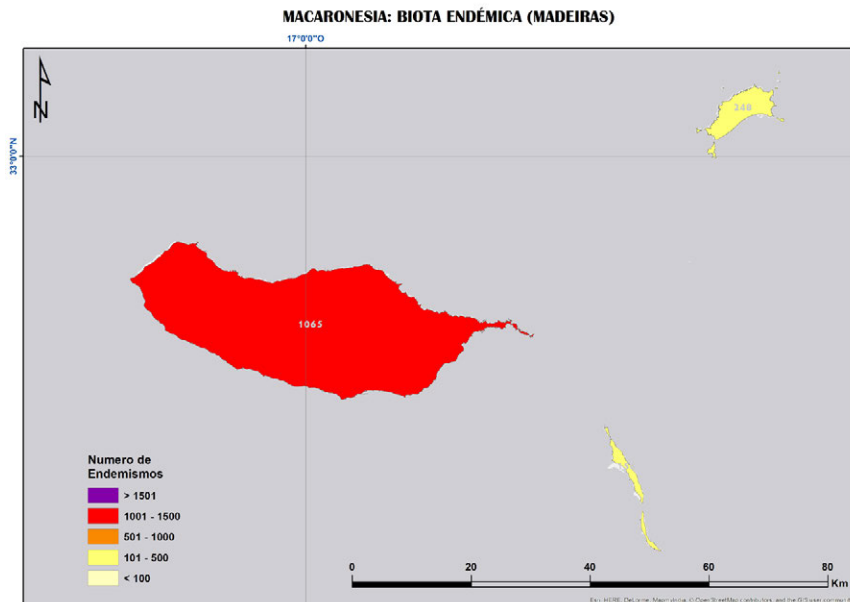 MACARONESIA: BIOTA ENDÉMICA (MADEIRAS)
17°0'0"O
N
33°0'0"N
1065
Numero de
Endemismos
> 1501
1001 - 1500
501 - 1000
101 - 500
< 100
0 20 40 60 80
Km